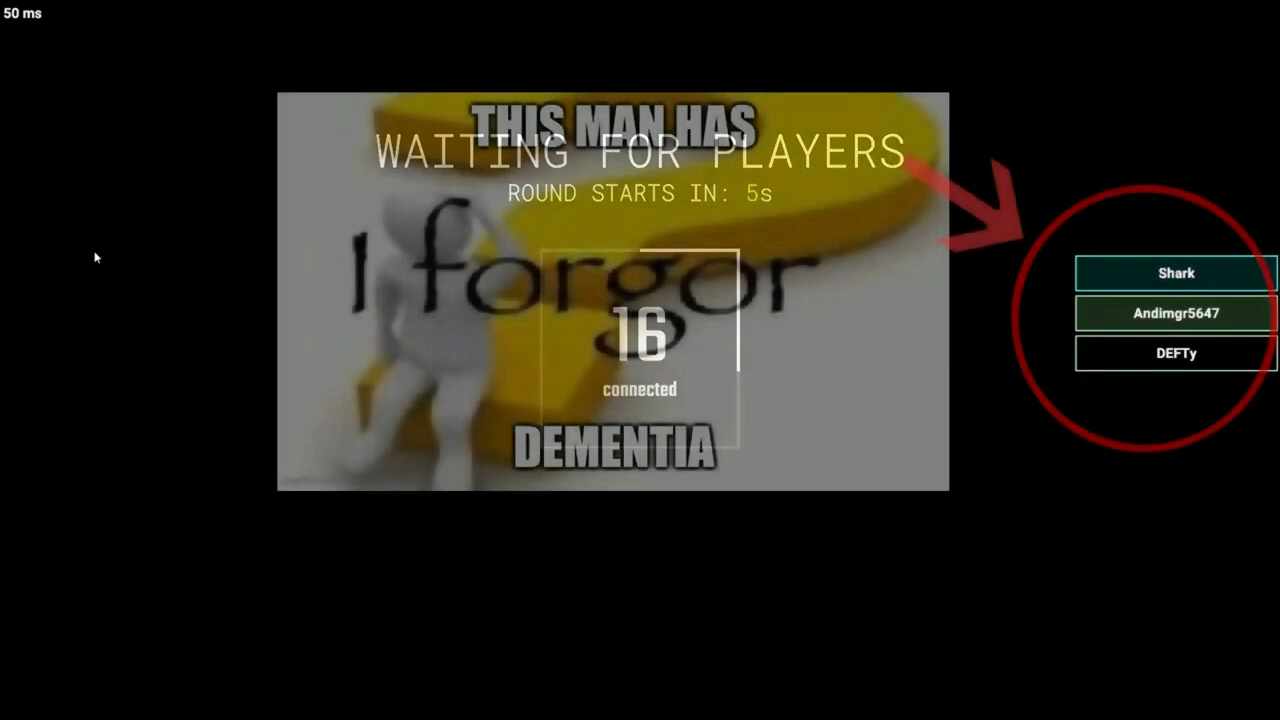 50 ms
THIS MAN HAS
WAITING FOR PLAYERS
ROUND STARTS IN: 5s
I forgor
16
connected
DEMENTIA
Shark
Andimgr5647
DEFTy